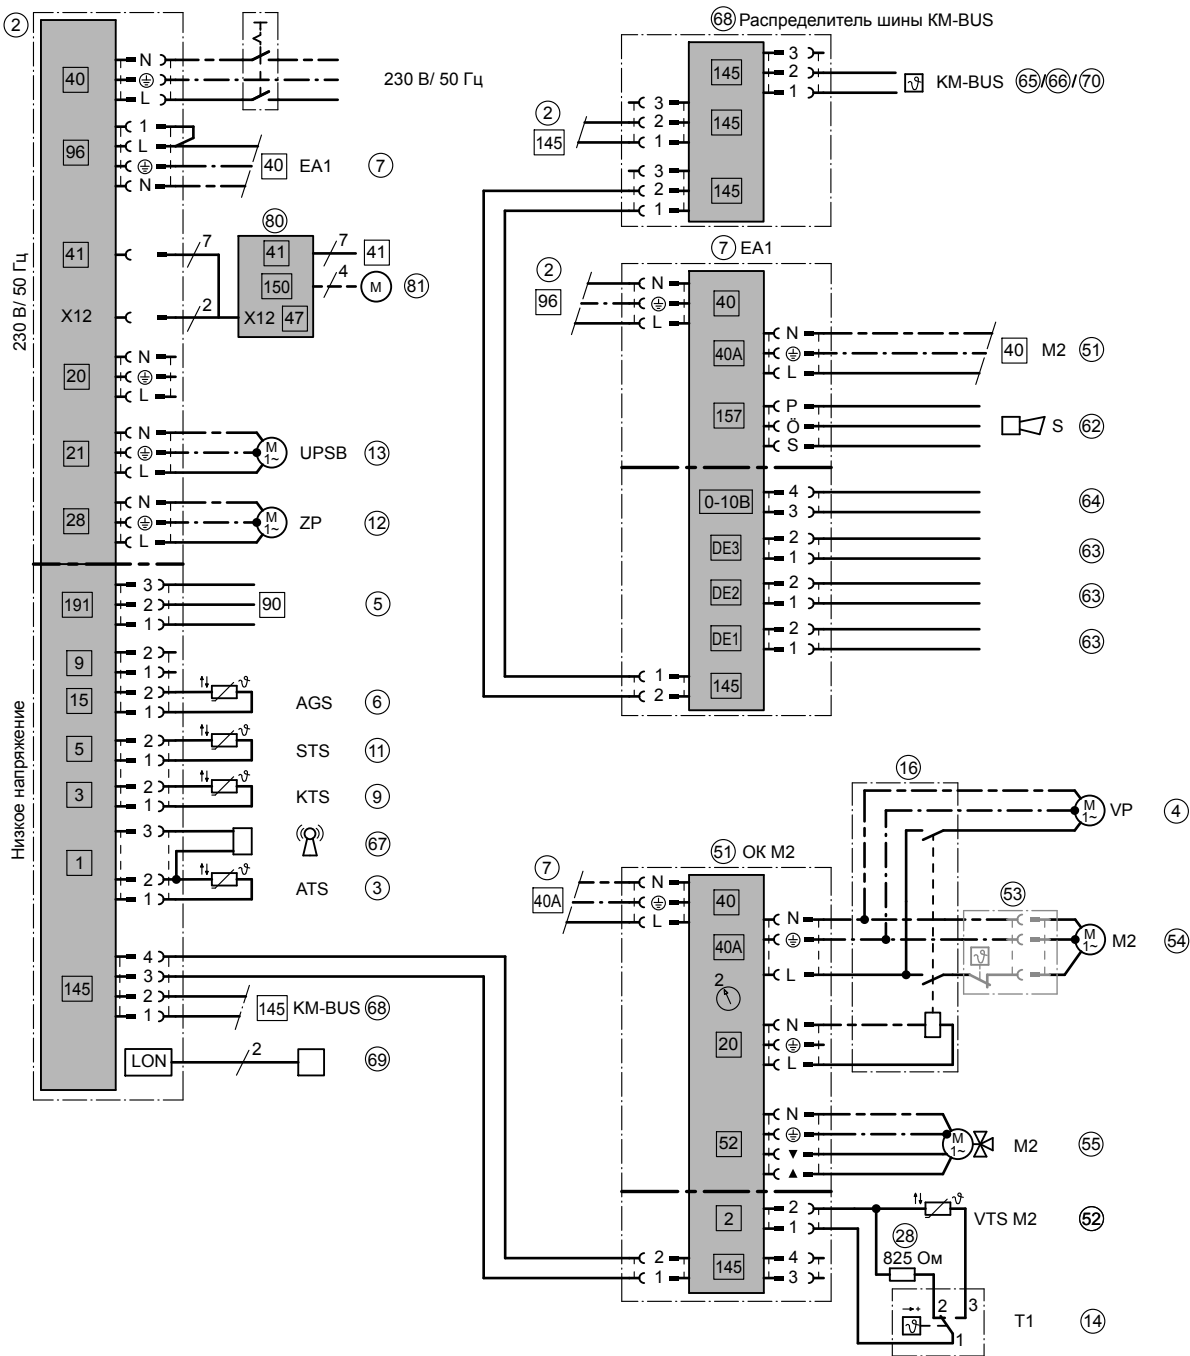 2
230 В/ 50 Гц
Низкое напряжение
40
N
L
230 В/ 50 Гц
96
1
L
N
40 EA1 7
41
7
X12
2
80
41
150
X12 47
7
41
4
M
81
20
N
L
21
N
L
M
1~
UPSB 13
28
N
L
M
1~
ZP 12
191
3
2
1
90
5
9
2
1
15
2
1
ϑ
AGS 6
5
2
1
ϑ
STS 11
3
2
1
ϑ
KTS 9
1
3
67
2
1
ϑ
ATS 3
145
4
3
2
1
145 KM-BUS 68
LON
2
69
68 Распределитель шины KM-BUS
145
3
2
1
ϑ KM-BUS 65/66/70
2
145
3
2
1
145
3
2
1
145
7 EA1
2
96
N
L
40
40A
N
L
40 M2 51
157
P
Ö
S
S 62
0-10В
4
3
64
DE3
2
1
63
DE2
2
1
63
DE1
2
1
63
1
2
145
16
M
1~
VP 4
51 ОК M2
7
40A
N
L
40
40A
N
L
53
ϑ
M
1~
M2 54
2
20
N
L
52
N
▼
▲
M
1~
M2 55
2
2
1
ϑ
VTS M2 52
28
825 Ом
2
1
145
4
3
ϑ
2
3
1
T1 14